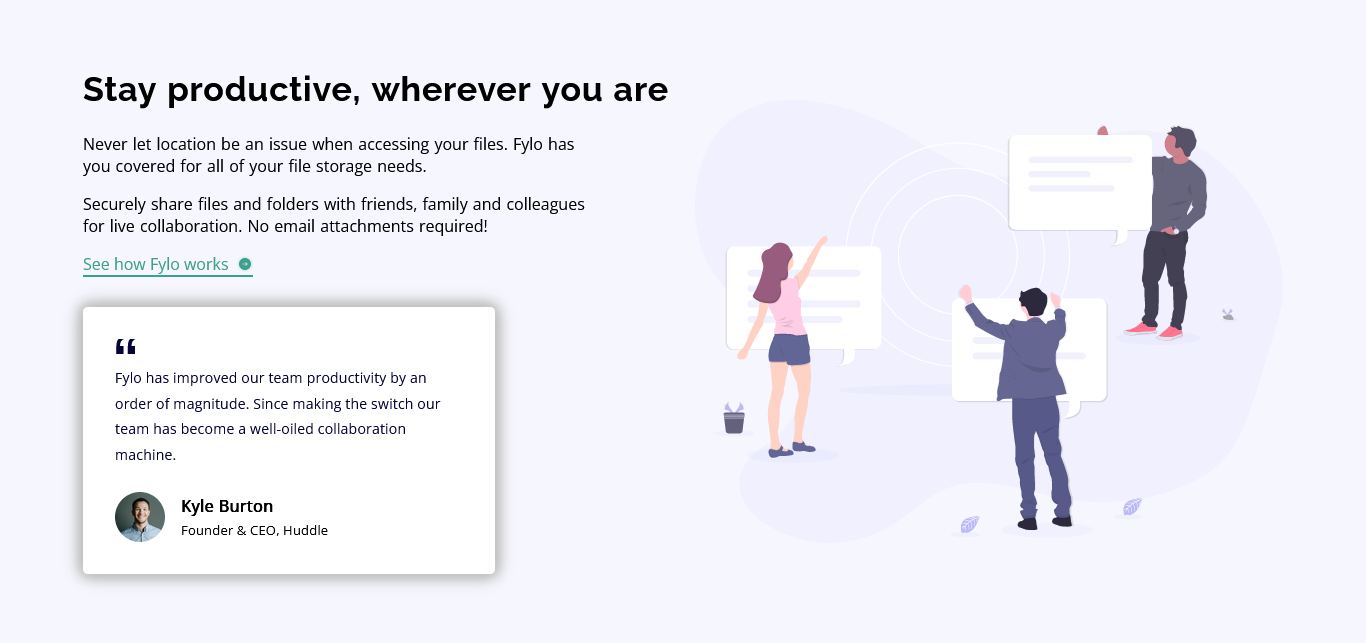 Stay productive, wherever you are
Never let location be an issue when accessing your files. Fylo has
you covered for all of your file storage needs.
Securely share files and folders with friends, family and colleagues
for live collaboration. No email attachments required!
See how Fylo works
“
Fylo has improved our team productivity by an
order of magnitude. Since making the switch our
team has become a well-oiled collaboration
machine.
Kyle Burton
Founder & CEO, Huddle